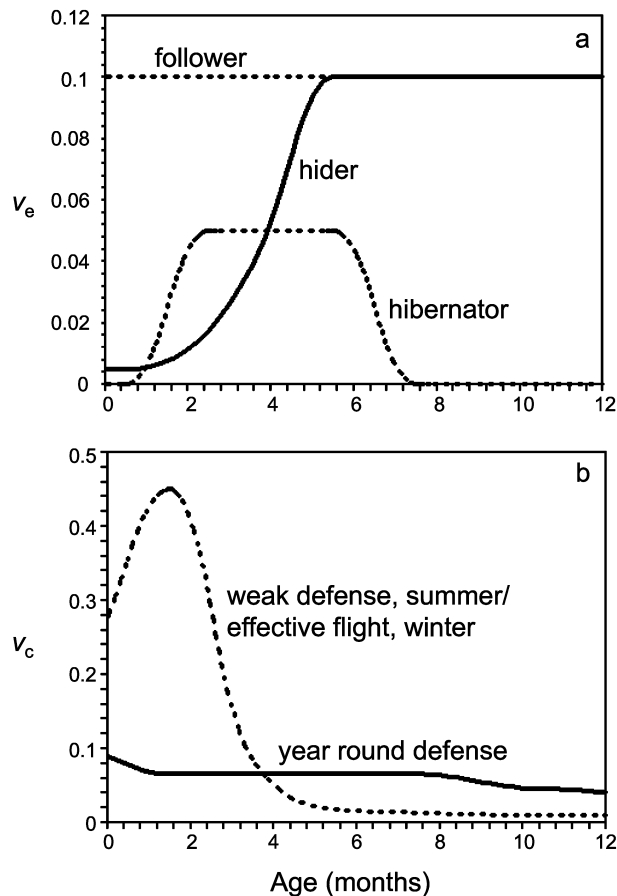 0.12
a
follower
0.1
0.08
hider
0.06
vₑ
0.04
hibernator
0.02
0
0 2 4 6 8 10 12
0.5
b
0.4
weak defense, summer/
effective flight, winter
0.3
v_c
0.2
year round defense
0.1
0
0 2 4 6 8 10 12
Age (months)